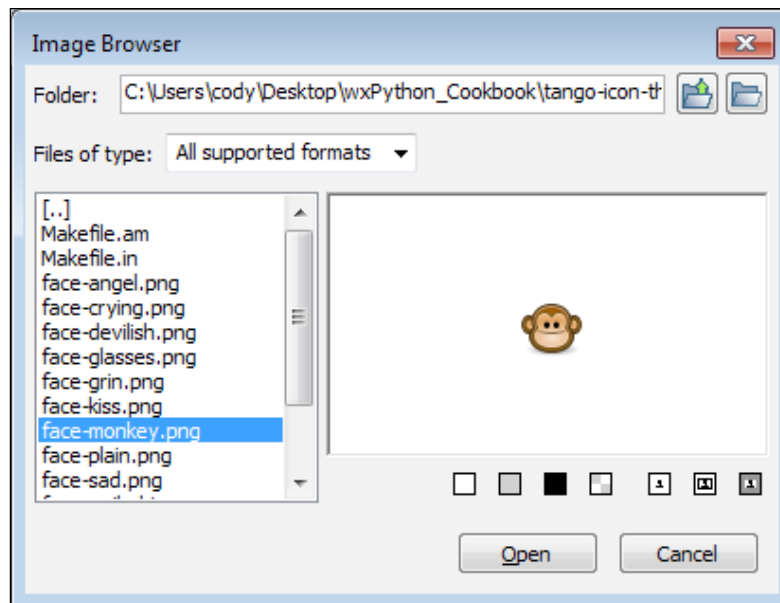 Image Browser
Folder: C:\Users\cody\Desktop\wxPython_Cookbook\tango-icon-th
Files of type: All supported formats
[..]
Makefile.am
Makefile.in
face-angel.png
face-crying.png
face-devilish.png
face-glasses.png
face-grin.png
face-kiss.png
face-monkey.png
face-plain.png
face-sad.png
Open Cancel